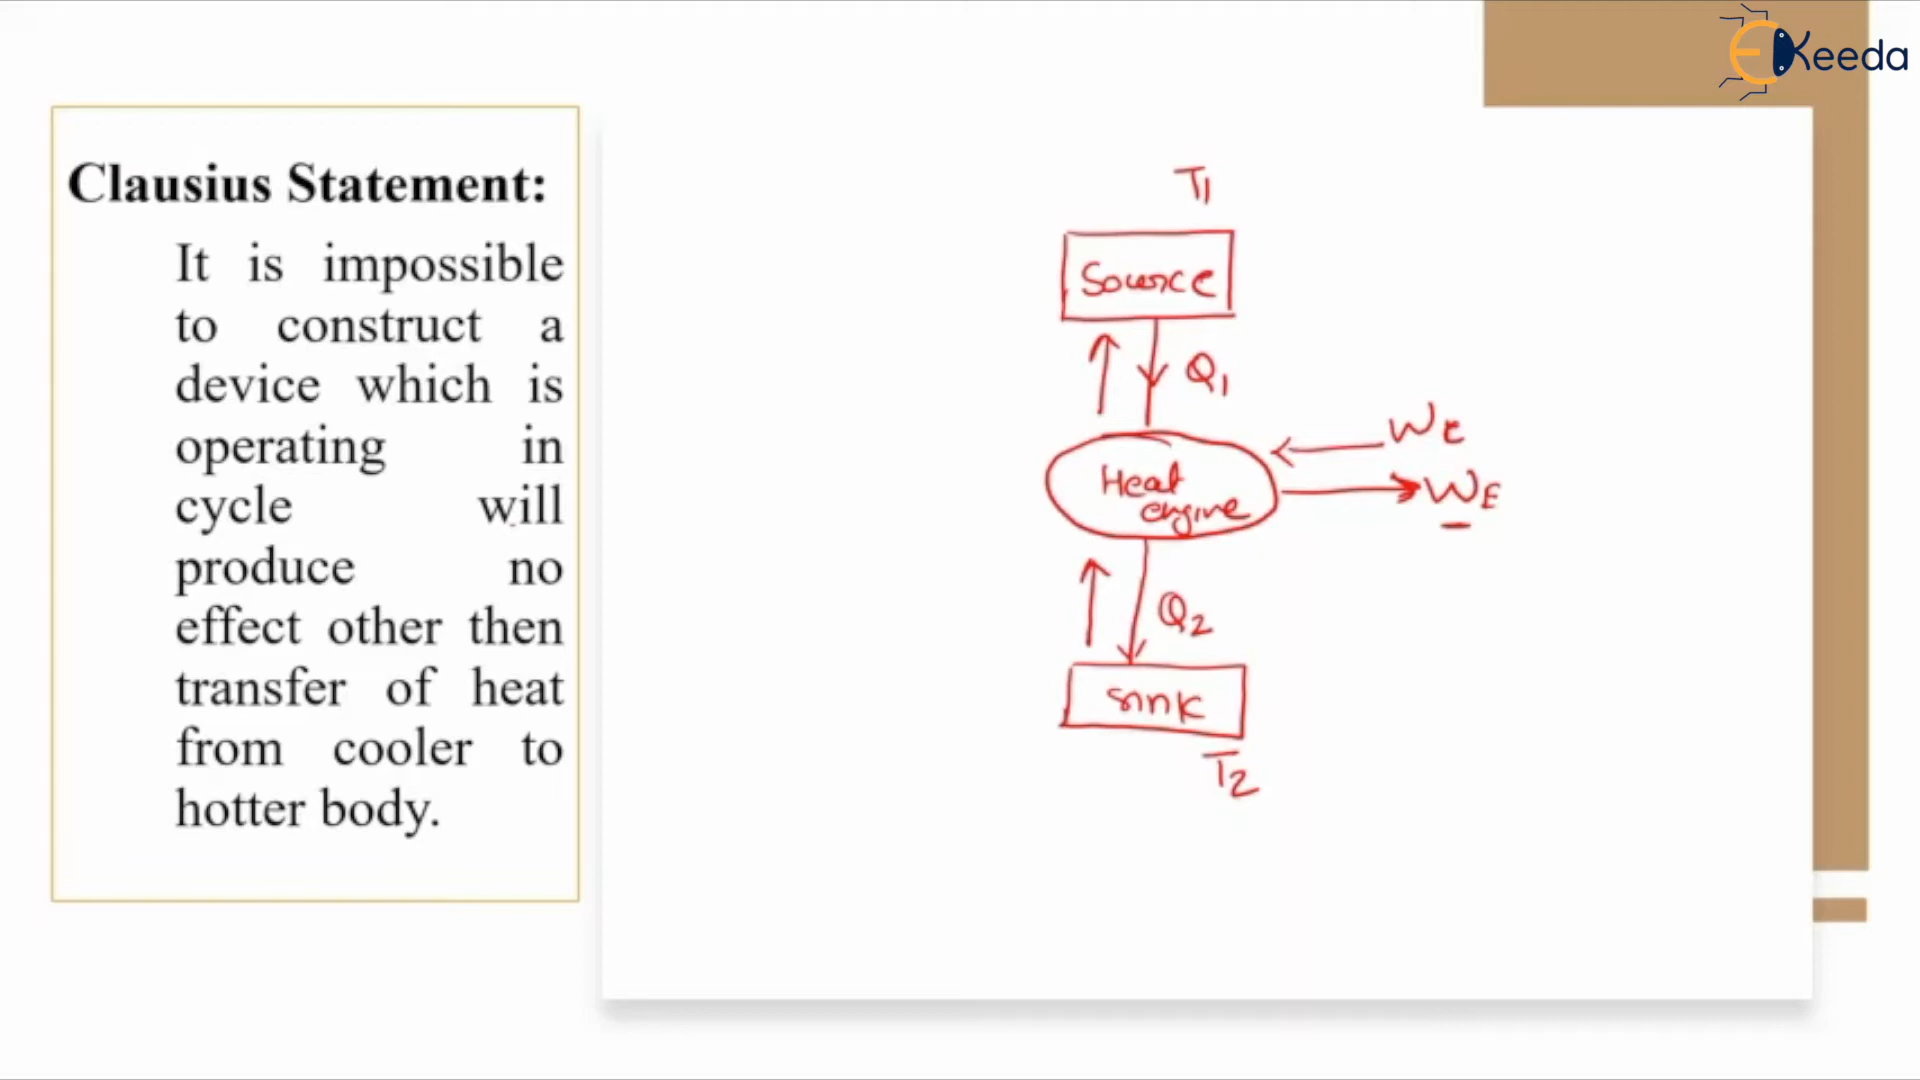 EKeeda
Clausius Statement:
It is impossible
to construct a
device which is
operating in
cycle will
produce no
effect other then
transfer of heat
from cooler to
hotter body.
T1
Source
Q1
WE
Heat
engine
WE
Q2
sink
T2